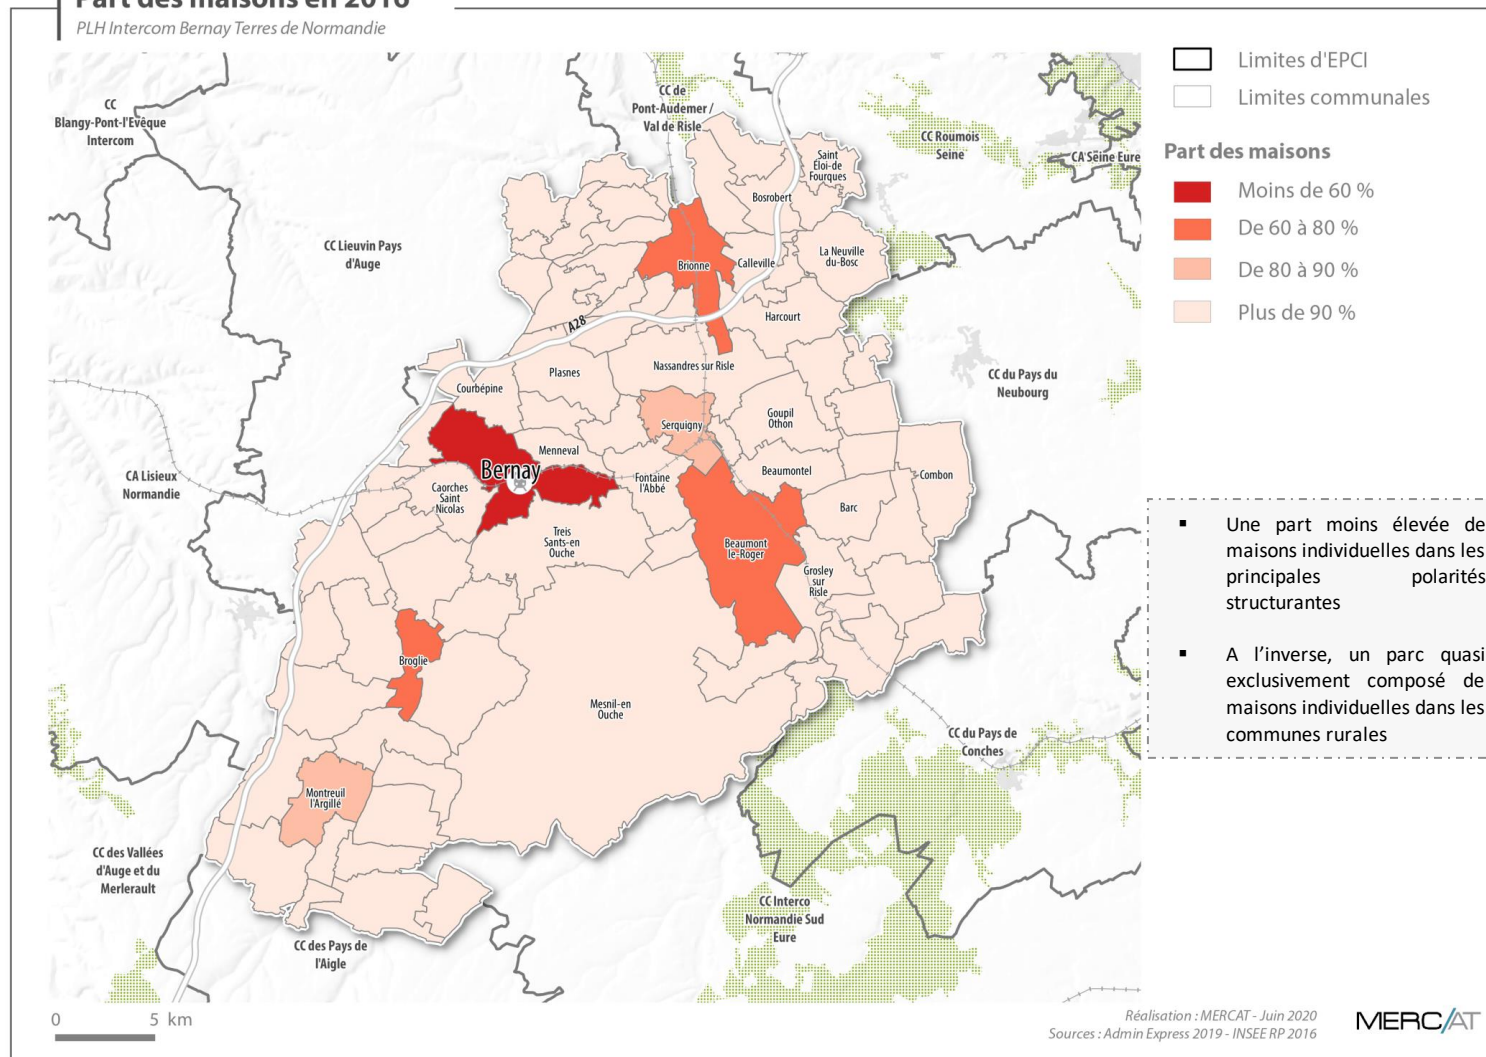 Part des maisons en 2016
PLH Intercom Bernay Terres de Normandie
CC
Blangy-Pont-l'Evêque
Intercom
CC de
Pont-Audemer /
Val de Risle
CC Roumois
Seine
CA Seine Eure
Saint
Éloi-de
Fourques
Bosrobert
CC Lieuvin Pays
d'Auge
Brionne
Calleville
La Neuville
du-Bosc
A28
Harcourt
Nassandres sur Risle
Plasnes
Courbépine
CC du Pays du
Neubourg
Goupil
Othon
Serquigny
Menneval
Bernay
Fontaine
l'Abbé
Beaumontel
Combon
CA Lisieux
Normandie
Caorches
Saint
Nicolas
Barc
Treis
Sants-en
Ouche
Beaumont
le-Roger
Grosley
sur
Risle
Broglie
Mesnil-en
Ouche
CC du Pays de
Conches
Montreuil
l'Argillé
CC des Vallées
d'Auge et du
Merlerault
CC Interco
Normandie Sud
Eure
CC des Pays de
l'Aigle
0 5 km
Limites d'EPCI
Limites communales
Part des maisons
Moins de 60 %
De 60 à 80 %
De 80 à 90 %
Plus de 90 %
▪ Une part moins élevée de
maisons individuelles dans les
principales polarités
structurantes
▪ A l'inverse, un parc quasi
exclusivement composé de
maisons individuelles dans les
communes rurales
Réalisation : MERCAT - Juin 2020
Sources : Admin Express 2019 - INSEE RP 2016
MERC/AT